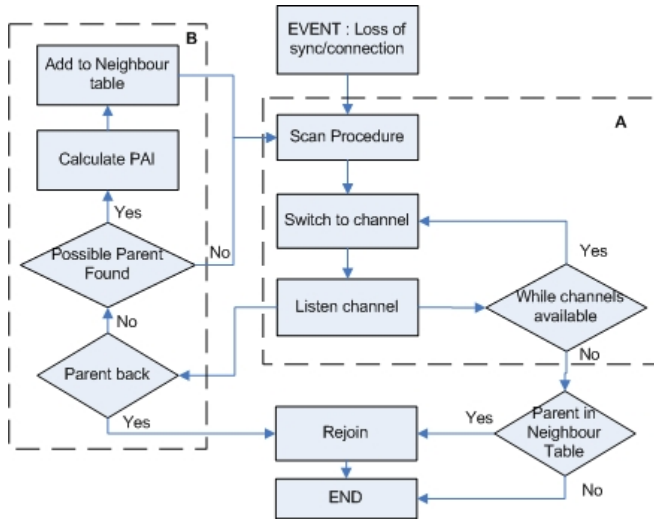 EVENT : Loss of
sync/connection
B
Add to Neighbour
table
A
Scan Procedure
Calculate PAI
Yes
Switch to channel
Possible Parent
Found
No
Yes
Listen channel
While channels
available
No
Parent back
No
Yes
Rejoin
Yes
Parent in
Neighbour
Table
No
END